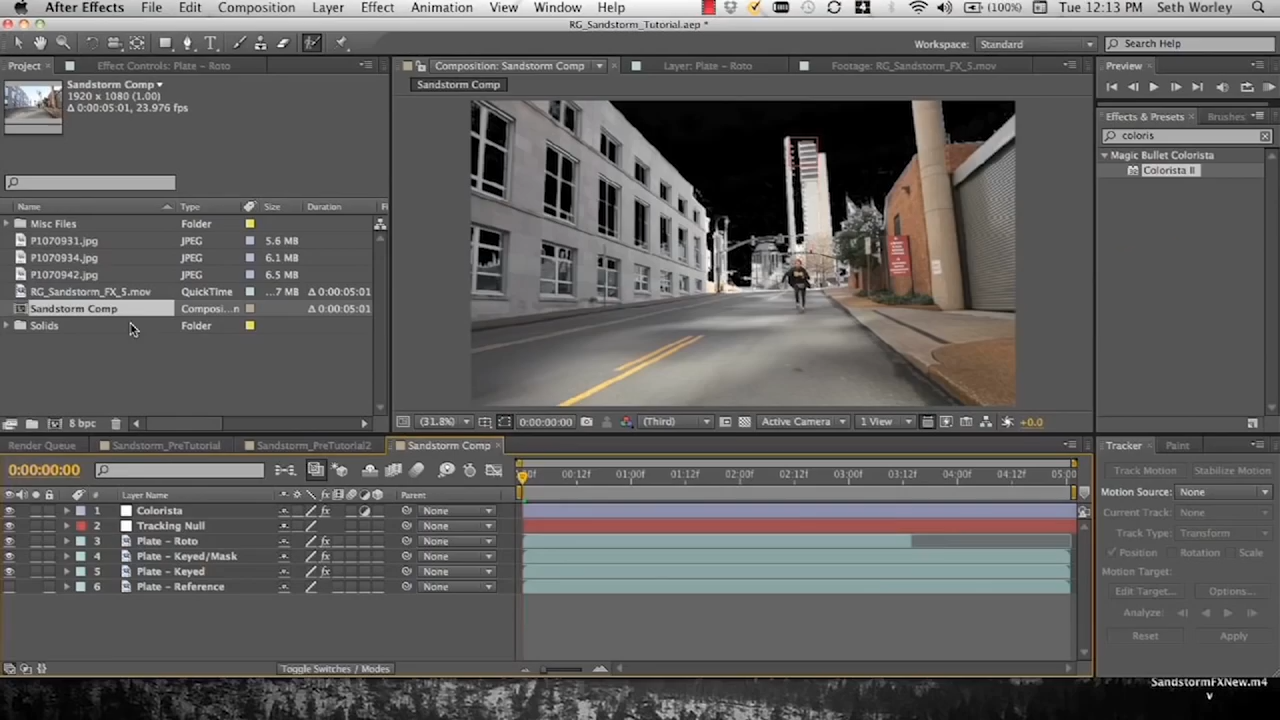 After Effects File Edit Composition Layer Effect Animation View Window Help (100%) Tue 12:13 PM Seth Worley
RG_Sandstorm_Tutorial.aep *
Workspace: Standard Search Help
Project Effect Controls: Plate - Roto
Composition: Sandstorm Comp Layer: Plate - Roto Footage: RG_Sandstorm_FX_5.mov
Preview
Sandstorm Comp
1920 x 1080 (1.00)
Δ 0:00:05:01, 23.976 fps
Sandstorm Comp
Effects & Presets Brushes
coloris
Magic Bullet Colorista
Colorista II
Name Type Size Duration
Misc Files Folder
P1070931.jpg JPEG 5.6 MB
P1070934.jpg JPEG 6.1 MB
P1070942.jpg JPEG 6.5 MB
RG_Sandstorm_FX_5.mov QuickTime ...7 MB Δ 0:00:05:01
Sandstorm Comp Composi...n Δ 0:00:05:01
Solids Folder
8 bpc
(31.8%) 0:00:00:00 (Third) Active Camera 1 View +0.0
Render Queue Sandstorm_PreTutorial Sandstorm_PreTutorial2 Sandstorm Comp
0:00:00:00
00f 00:12f 01:00f 01:12f 02:00f 02:12f 03:00f 03:12f 04:00f 04:12f 05:00
# Layer Name fx Parent
1 Colorista fx None
2 Tracking Null None
3 Plate - Roto fx None
4 Plate - Keyed/Mask fx None
5 Plate - Keyed fx None
6 Plate - Reference None
Toggle Switches / Modes
Tracker Paint
Track Motion Stabilize Motion
Motion Source: None
Current Track: None
Track Type: Transform
Position Rotation Scale
Motion Target:
Edit Target... Options...
Analyze:
Reset Apply
SandstormFXNew.m4
v